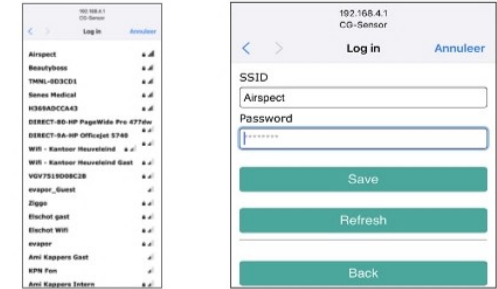 192.168.4.1
CG-Sensor
Log in
Annuleer
Airspect
Beautyboss
TMNL-0D3CD1
Senes Medical
H369ADCCA43
DIRECT-80-HP PageWide Pro 477dw
DIRECT-9A-HP OfficeJet 5740
Wifi - Kantoor Heuveleind
Wifi - Kantoor Heuveleind Gast
VGV7519D08C2B
evapor_Guest
Ziggo
Elschot gast
Elschot Wifi
evapor
Ami Kappers Gast
KPN Fon
Ami Kappers Intern
192.168.4.1
CG-Sensor
Log in
Annuleer
SSID
Airspect
Password
********
Save
Refresh
Back